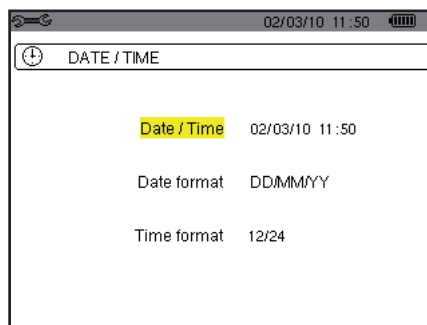 02/03/10 11:50
DATE / TIME
Date / Time 02/03/10 11:50
Date format DD/MM/YY
Time format 12/24